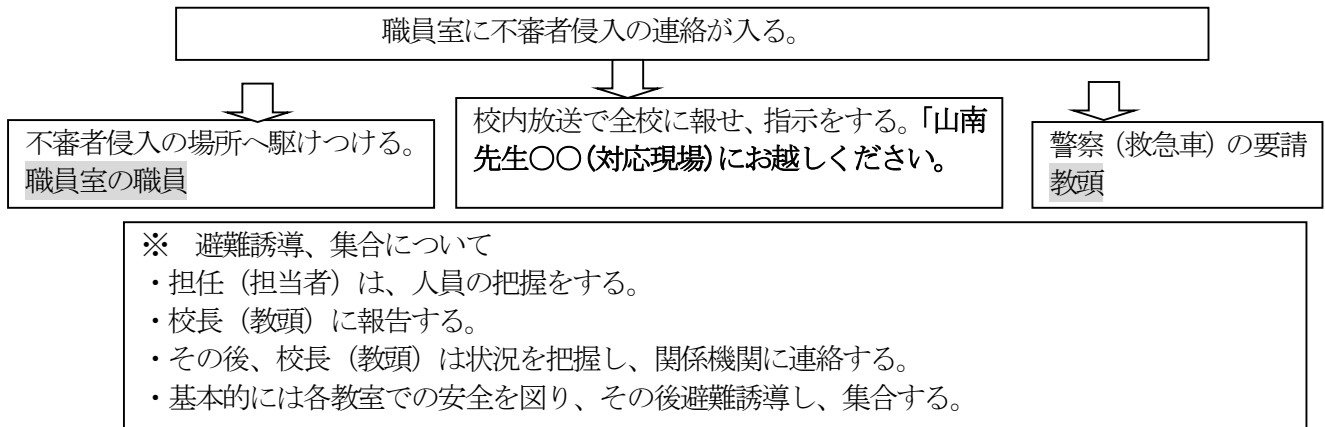 職員室に不審者侵入の連絡が入る。
不審者侵入の場所へ駆けつける。
職員室の職員
校内放送で全校に報せ、指示をする。「山南
先生〇〇(対応現場)にお越しください。
警察（救急車）の要請
教頭
※　避難誘導、集合について
・担任（担当者）は、人員の把握をする。
・校長（教頭）に報告する。
・その後、校長（教頭）は状況を把握し、関係機関に連絡する。
・基本的には各教室での安全を図り、その後避難誘導し、集合する。